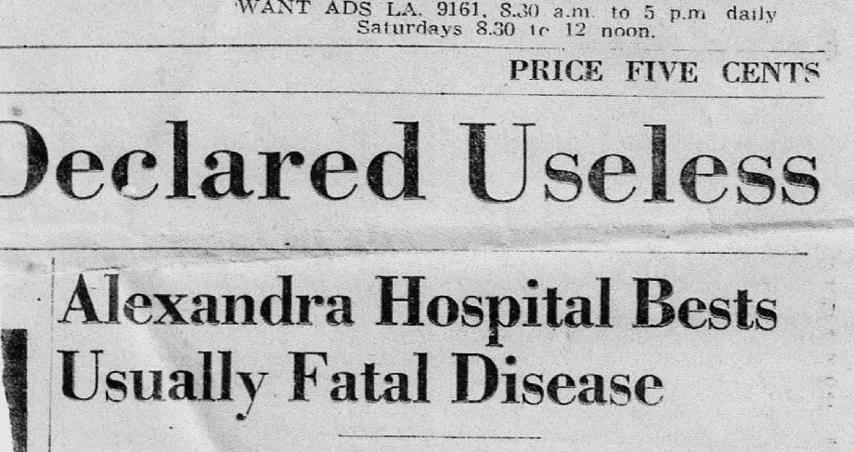 WANT ADS LA. 9161, 8.30 a.m. to 5 p.m daily
Saturdays 8.30 to 12 noon.
PRICE FIVE CENTS
Declared Useless
Alexandra Hospital Bests
Usually Fatal Disease